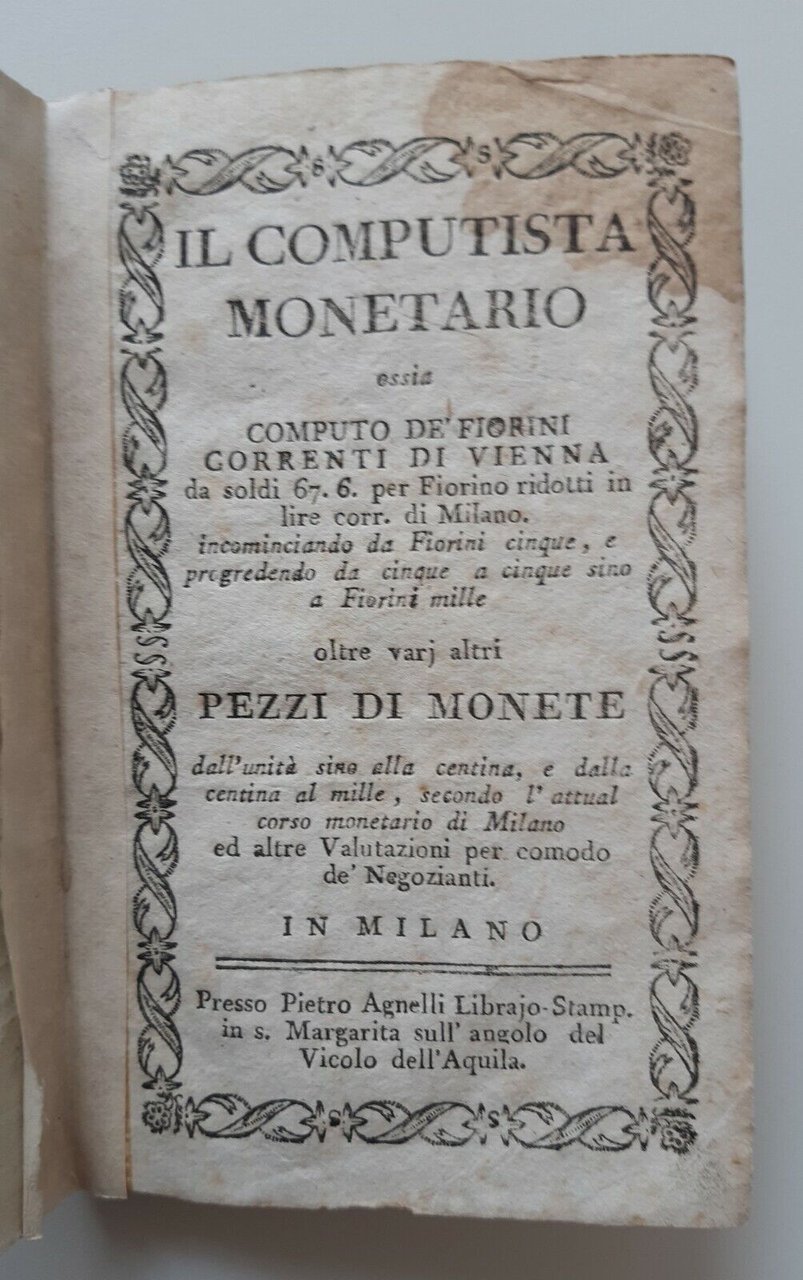 IL COMPUTISTA
MONETARIO
ossia
COMPUTO DE' FIORINI
CORRENTI DI VIENNA
da soldi 67. 6. per Fiorino ridotti in
lire corr. di Milano.
incominciando da Fiorini cinque, e
progredendo da cinque a cinque sino
a Fiorini mille
oltre varj altri
PEZZI DI MONETE
dall'unità sino alla centina, e dalla
centina al mille, secondo l'attual
corso monetario di Milano
ed altre Valutazioni per comodo
de' Negozianti.
IN MILANO
Presso Pietro Agnelli Librajo-Stamp.
in s. Margarita sull'angolo del
Vicolo dell'Aquila.